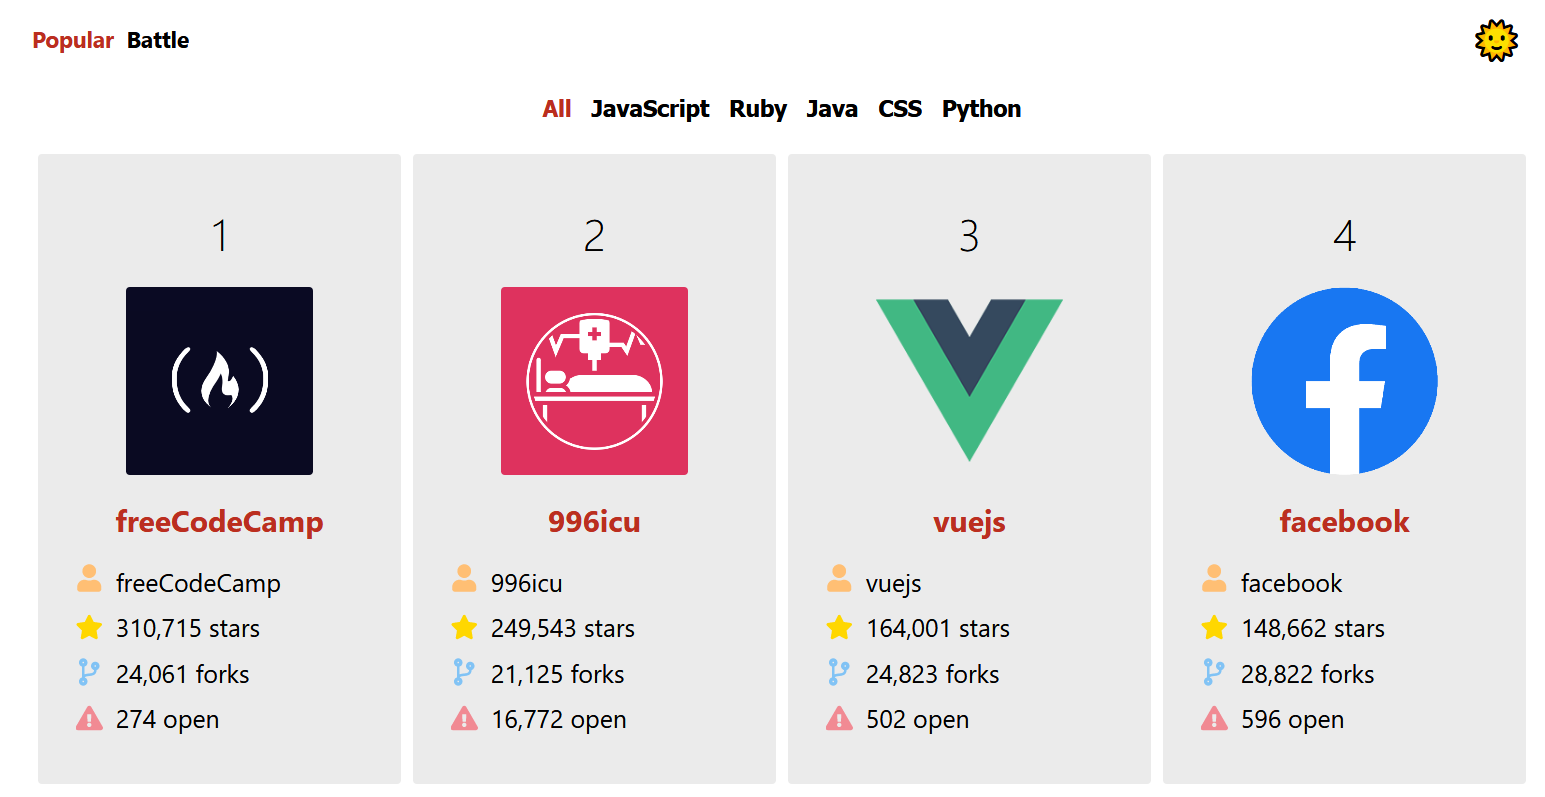 Popular Battle
All JavaScript Ruby Java CSS Python
1
freeCodeCamp
freeCodeCamp
310,715 stars
24,061 forks
274 open
2
996icu
996icu
249,543 stars
21,125 forks
16,772 open
3
vuejs
vuejs
164,001 stars
24,823 forks
502 open
4
facebook
facebook
148,662 stars
28,822 forks
596 open